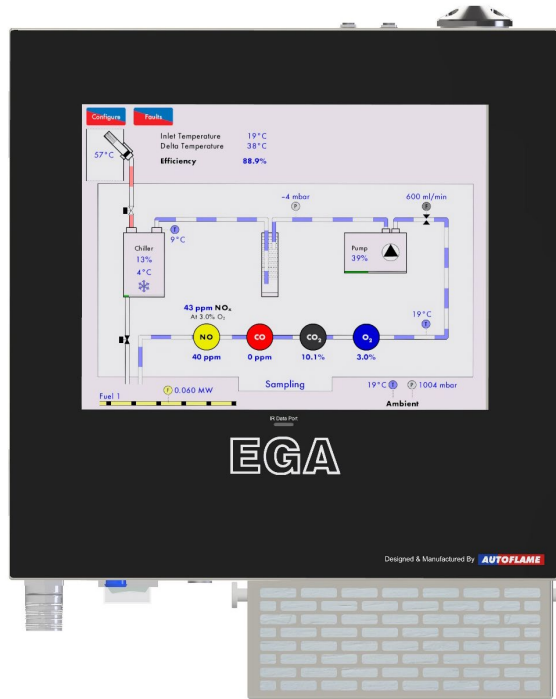 Configure
Faults
Inlet Temperature 19°C
Delta Temperature 38°C
Efficiency 88.9%
57°C
-4 mbar
P
600 ml/min
F
T
9°C
Chiller
13%
4°C
Pump
39%
43 ppm NOx
At 3.0% O₂
19°C
T
NO
CO
CO₂
O₂
40 ppm
0 ppm
10.1%
3.0%
Sampling
19°C T P 1004 mbar
Ambient
Fuel 1
F 0.060 MW
IR Data Port
EGA
Designed & Manufactured By AUTOFLAME